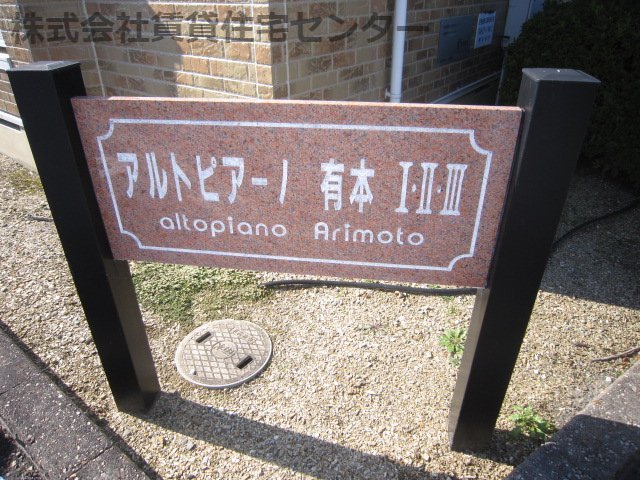 株式会社賃貸住宅センター
アルトピアーノ 有本 I・II・III
altopiano Arimoto